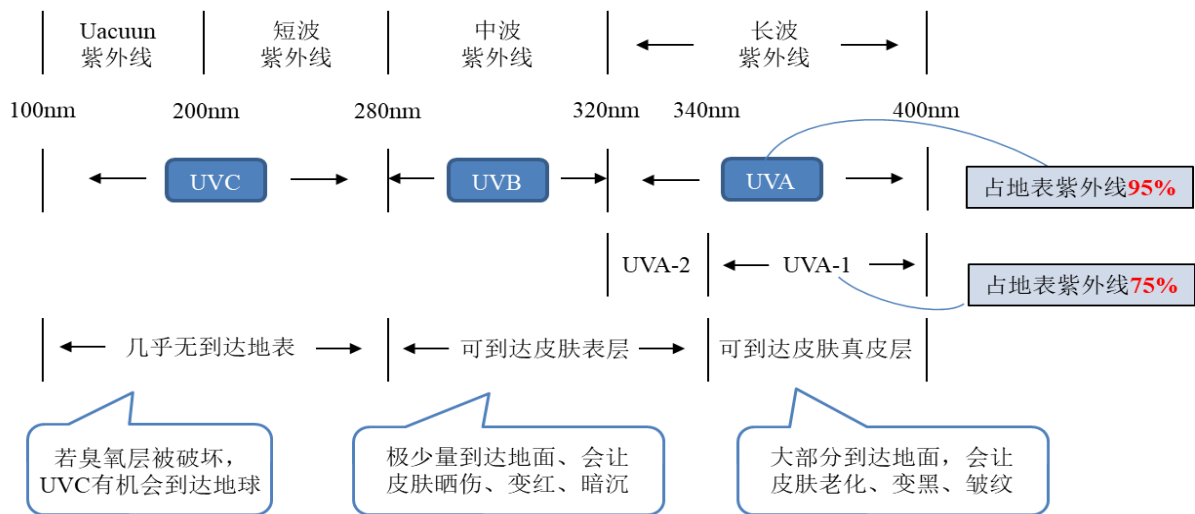 Uacuun
紫外线
短波
紫外线
中波
紫外线
长波
紫外线
100nm
200nm
280nm
320nm
340nm
400nm
UVC
UVB
UVA
占地表紫外线95%
UVA-2
UVA-1
占地表紫外线75%
几乎无到达地表
可到达皮肤表层
可到达皮肤真皮层
若臭氧层被破坏，
UVC有机会到达地球
极少量到达地面、会让
皮肤晒伤、变红、暗沉
大部分到达地面，会让
皮肤老化、变黑、皱纹